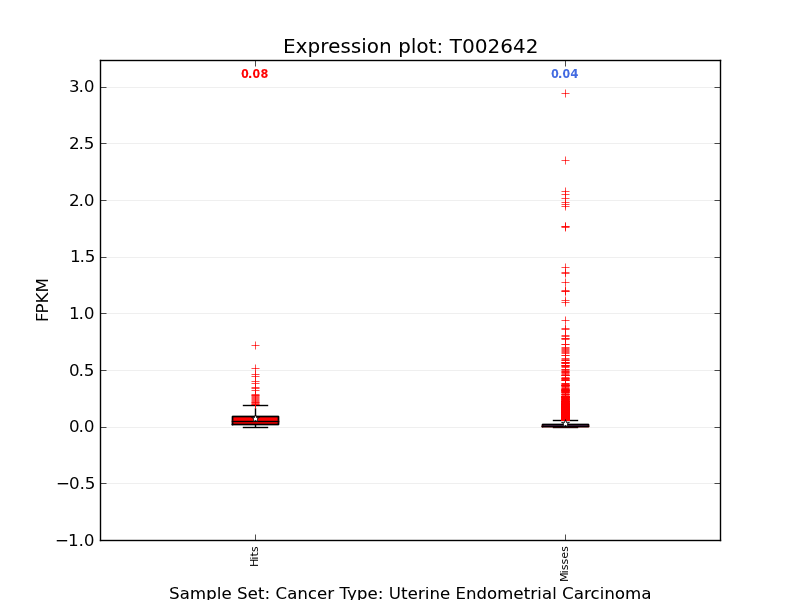 Expression plot: T002642
0.08
0.04
3.0
2.5
2.0
1.5
1.0
0.5
0.0
−0.5
−1.0
FPKM
Hits
Misses
Sample Set: Cancer Type: Uterine Endometrial Carcinoma